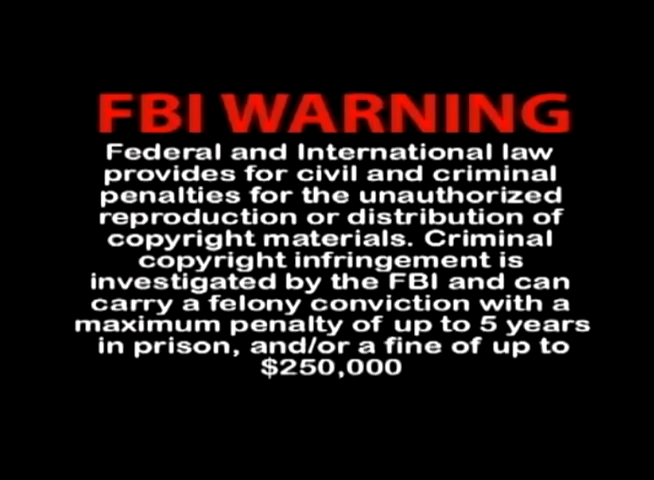 FBI WARNING
Federal and International law
provides for civil and criminal
penalties for the unauthorized
reproduction or distribution of
copyright materials. Criminal
copyright infringement is
investigated by the FBI and can
carry a felony conviction with a
maximum penalty of up to 5 years
in prison, and/or a fine of up to
$250,000